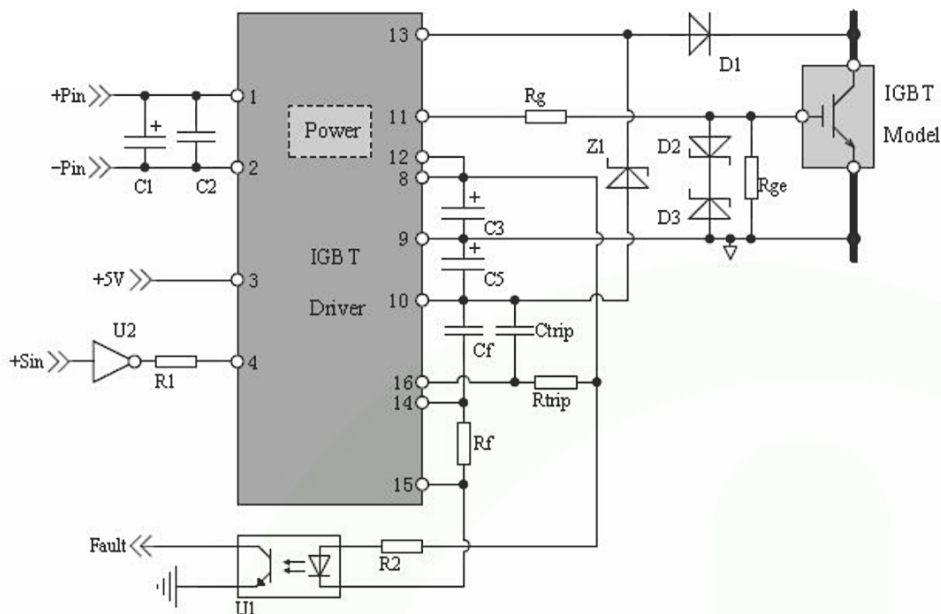 13
D1
+Pin
1
Power
11
Rg
IGBT
Model
12
Z1
D2
-Pin
C1
C2
2
8
C3
D3
Rge
9
IGBT
+5V
3
C5
Driver
10
U2
Cf
Ctrip
+Sin
R1
4
16
Rtrip
14
Rf
15
Fault
R2
U1